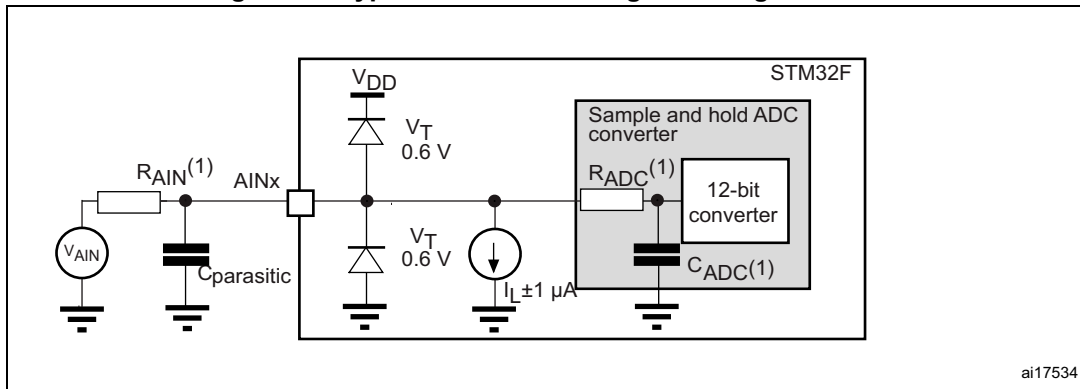 STM32F
VDD
Sample and hold ADC
converter
VT
0.6 V
RAIN(1)
AINx
RADC(1)
12-bit
converter
VAIN
VT
0.6 V
Cparasitic
IL±1 µA
CADC(1)
ai17534